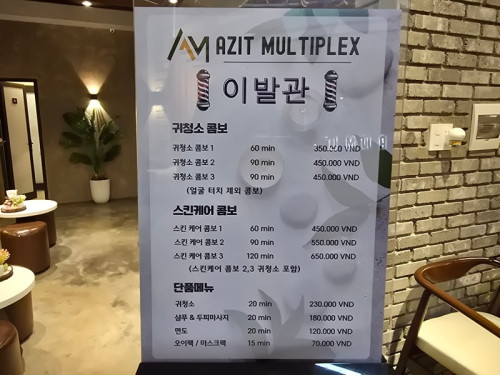 AM AZIT MULTIPLEX
이발관
귀청소 콤보
귀청소 콤보 1 60 min 350.000 VND
귀청소 콤보 2 90 min 450.000 VND
귀청소 콤보 3 90 min 450.000 VND
(얼굴 터치 제외 콤보)
스킨케어 콤보
스킨 케어 콤보 1 60 min 450.000 VND
스킨 케어 콤보 2 90 min 550.000 VND
스킨 케어 콤보 3 120 min 650.000 VND
(스킨케어 콤보 2,3 귀청소 포함)
단품메뉴
귀청소 20 min 230.000 VND
샴푸 & 두피마사지 20 min 180.000 VND
면도 20 min 120.000 VND
오이팩 / 마스크팩 15 min 70.000 VND